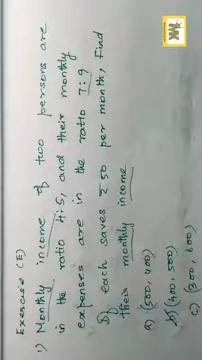 Exercise (E)
1) Monthly income of two persons are
in the ratio 4:5, and their monthly
expenses are in the ratio 7:9
If each saves ₹50 per month, find
their monthly income
a) (500, 400)
b) (400, 500)
c) (300, 600)